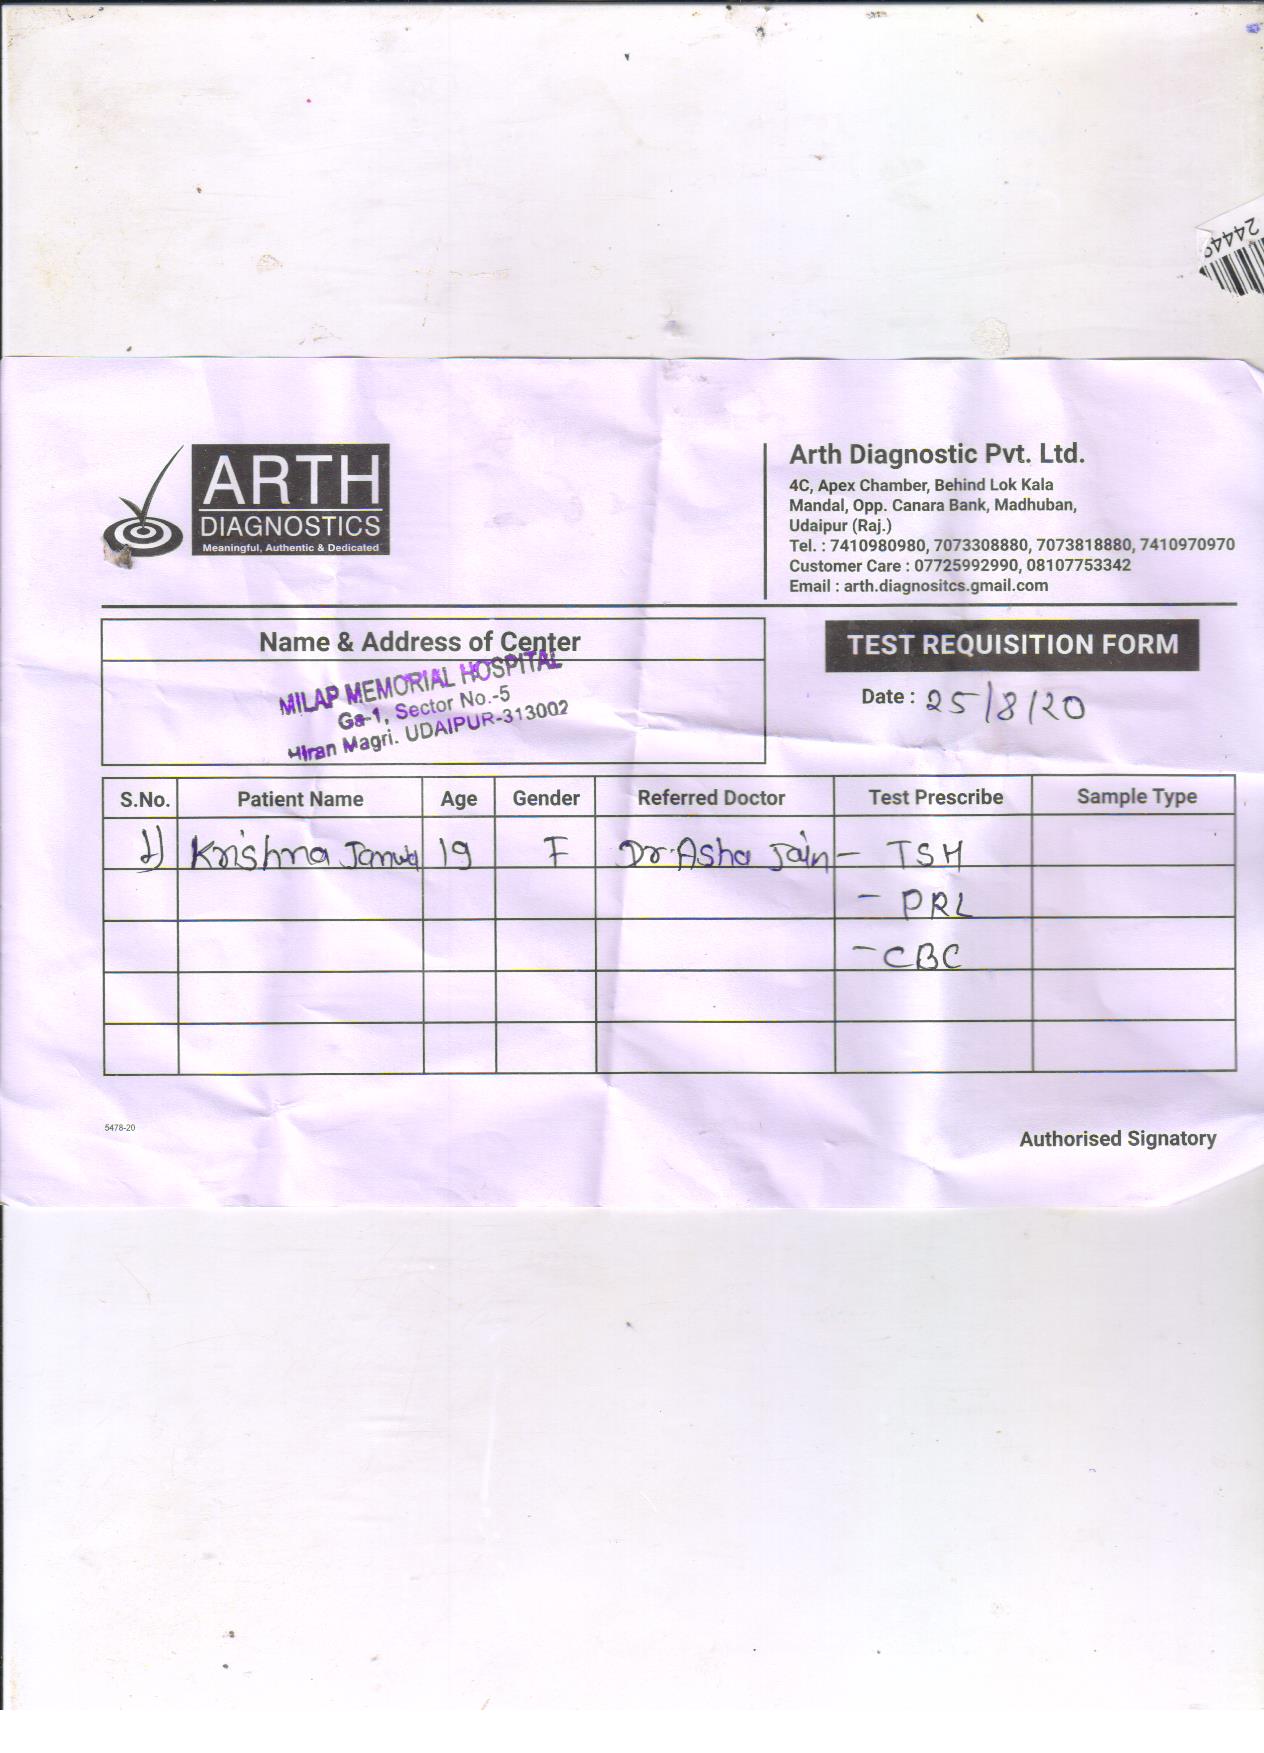 24449
ARTH
DIAGNOSTICS
Meaningful, Authentic & Dedicated
Arth Diagnostic Pvt. Ltd.
4C, Apex Chamber, Behind Lok Kala
Mandal, Opp. Canara Bank, Madhuban,
Udaipur (Raj.)
Tel. : 7410980980, 7073308880, 7073818880, 7410970970
Customer Care : 07725992990, 08107753342
Email : arth.diagnositcs.gmail.com
Name & Address of Center
MILAP MEMORIAL HOSPITAL
Ga-1, Sector No.-5
Hiran Magri. UDAIPUR-313002
TEST REQUISITION FORM
Date : 25/8/20
S.No. Patient Name Age Gender Referred Doctor Test Prescribe Sample Type
1) Krishna 19 F Dr. Asha Jain - TSH
- PRL
- CBC
5478-20
Authorised Signatory